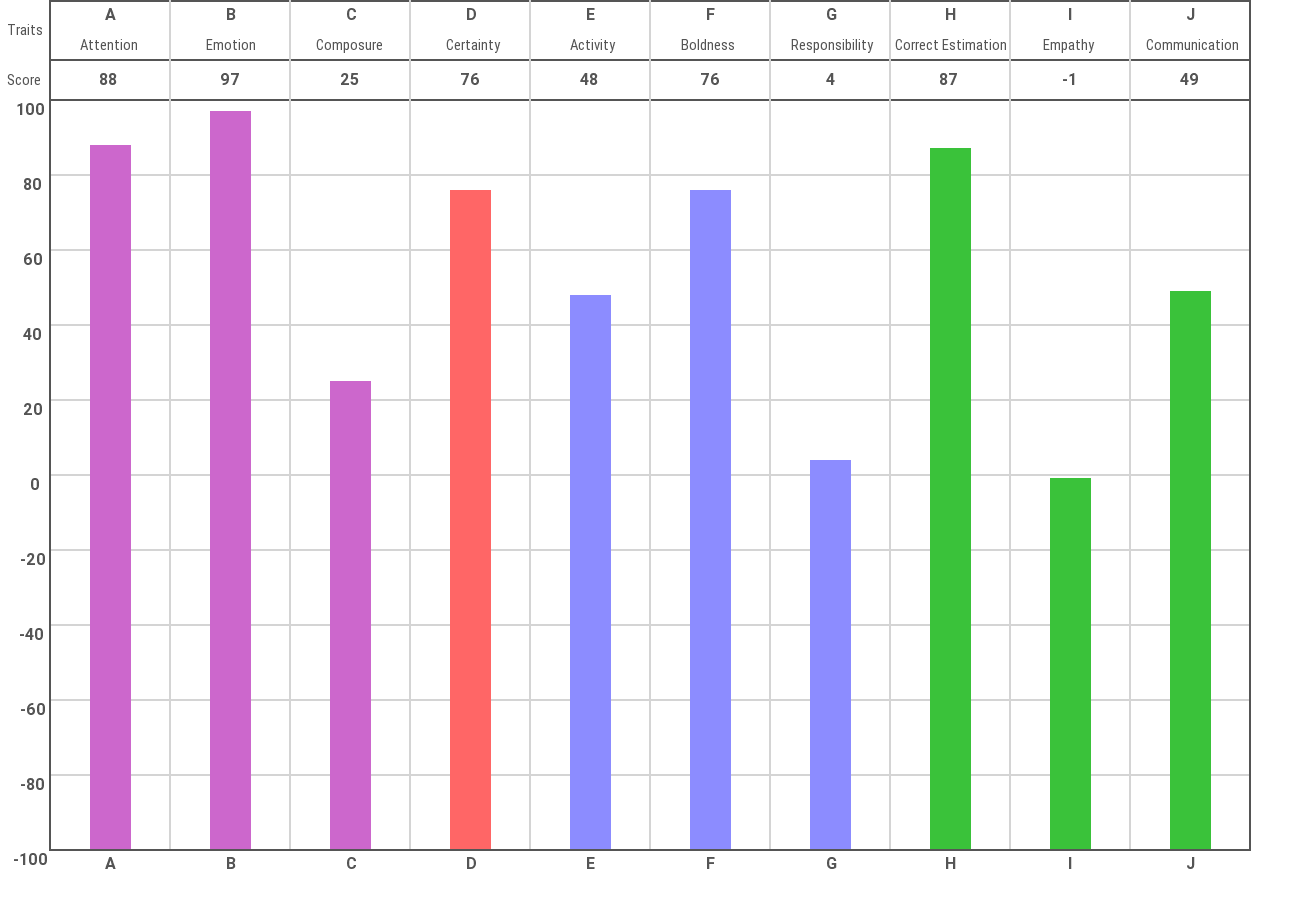 Traits A B C D E F G H I J
Attention Emotion Composure Certainty Activity Boldness Responsibility Correct Estimation Empathy Communication
Score 88 97 25 76 48 76 4 87 -1 49
100
80
60
40
20
0
-20
-40
-60
-80
-100
A B C D E F G H I J